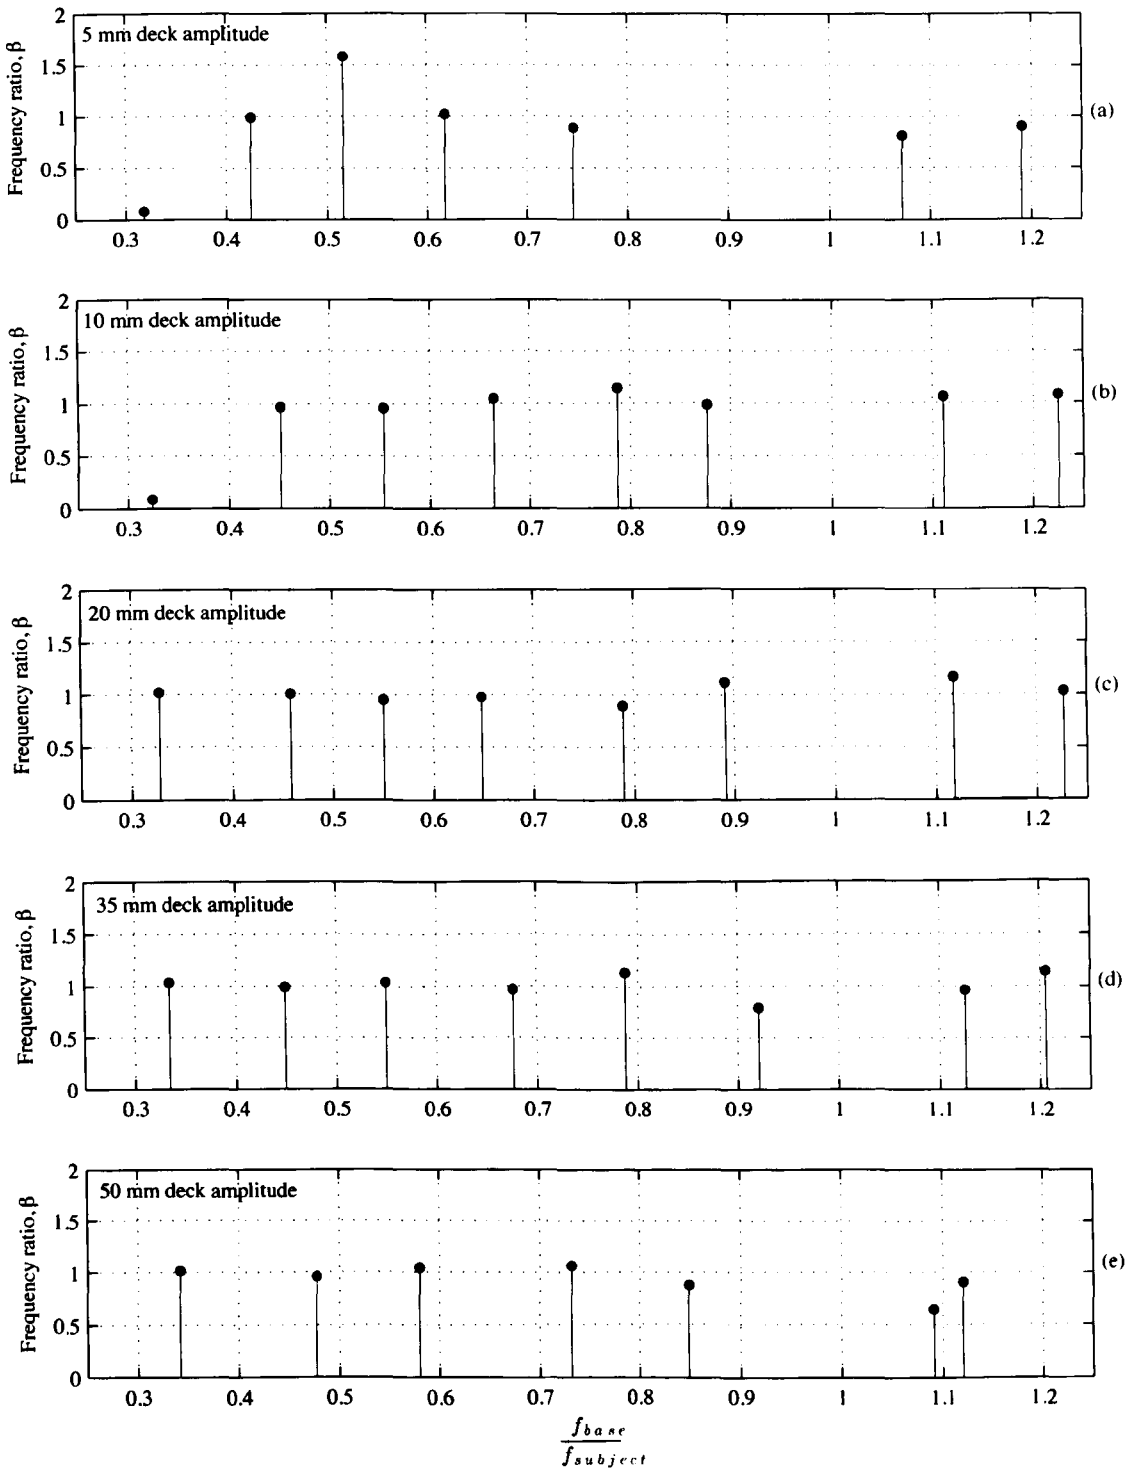 5 mm deck amplitude
Frequency ratio, β
2
1.5
1
0.5
0
0.3 0.4 0.5 0.6 0.7 0.8 0.9 1 1.1 1.2
(a)
10 mm deck amplitude
Frequency ratio, β
2
1.5
1
0.5
0
0.3 0.4 0.5 0.6 0.7 0.8 0.9 1 1.1 1.2
(b)
20 mm deck amplitude
Frequency ratio, β
2
1.5
1
0.5
0
0.3 0.4 0.5 0.6 0.7 0.8 0.9 1 1.1 1.2
(c)
35 mm deck amplitude
Frequency ratio, β
2
1.5
1
0.5
0
0.3 0.4 0.5 0.6 0.7 0.8 0.9 1 1.1 1.2
(d)
50 mm deck amplitude
Frequency ratio, β
2
1.5
1
0.5
0
0.3 0.4 0.5 0.6 0.7 0.8 0.9 1 1.1 1.2
(e)
f base
f subject